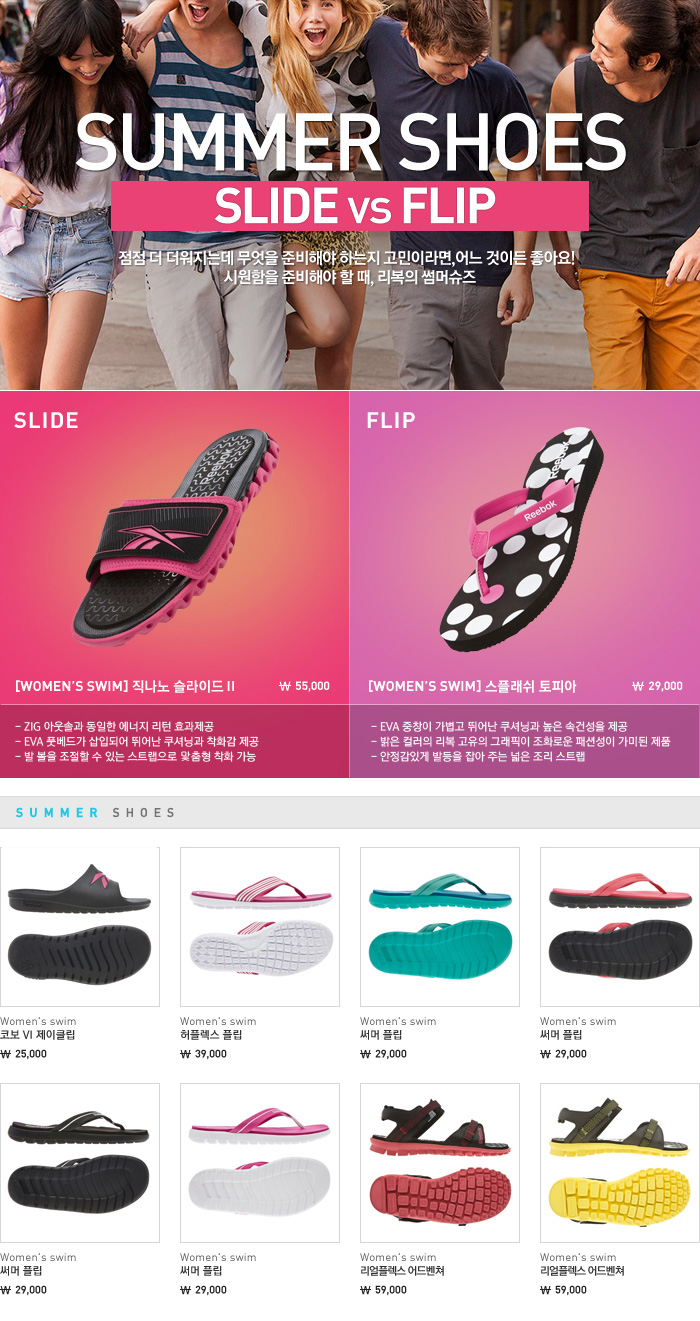 SUMMER SHOES
SLIDE vs FLIP
점점 더 더워지는데 무엇을 준비해야 하는지 고민이라면,어느 것이든 좋아요!
시원함을 준비해야 할 때, 리복의 썸머슈즈
SLIDE
Reebok
[WOMEN'S SWIM] 직나노 슬라이드 II
₩ 55,000
- ZIG 아웃솔과 동일한 에너지 리턴 효과제공
- EVA 풋베드가 삽입되어 뛰어난 쿠셔닝과 착화감 제공
- 발 볼을 조절할 수 있는 스트랩으로 맞춤형 착화 가능
FLIP
Reebok
Reebok
[WOMEN'S SWIM] 스플래쉬 토피아
₩ 29,000
- EVA 중창이 가볍고 뛰어난 쿠셔닝과 높은 속건성을 제공
- 밝은 컬러의 리복 고유의 그래픽이 조화로운 패션성이 가미된 제품
- 안정감있게 발등을 잡아 주는 넓은 조리 스트랩
SUMMER SHOES
Women's swim
코보 VI 제이클립
₩ 25,000
Women's swim
허플렉스 플립
₩ 39,000
Women's swim
써머 플립
₩ 29,000
Women's swim
써머 플립
₩ 29,000
Women's swim
써머 플립
₩ 29,000
Women's swim
써머 플립
₩ 29,000
Women's swim
리얼플렉스 어드벤쳐
₩ 59,000
Women's swim
리얼플렉스 어드벤쳐
₩ 59,000